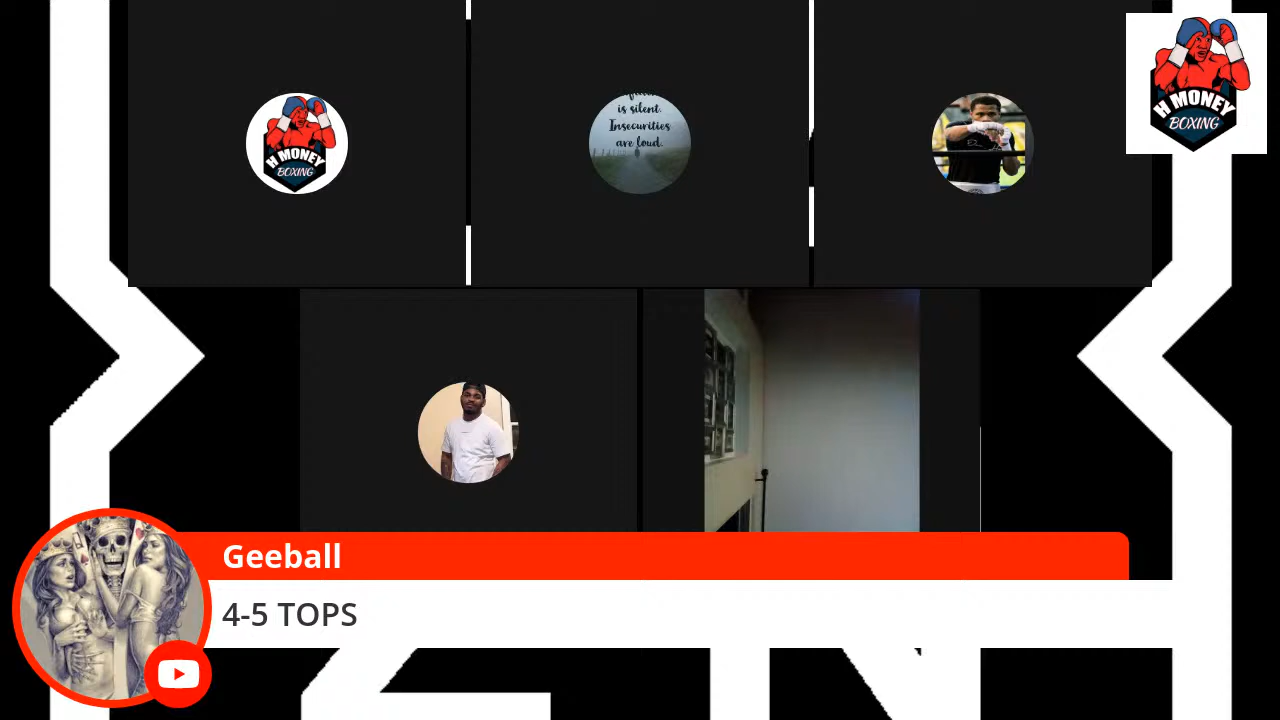 H MONEY
BOXING
is silent.
Insecurities
are loud.
H MONEY
BOXING
Geeball
4-5 TOPS